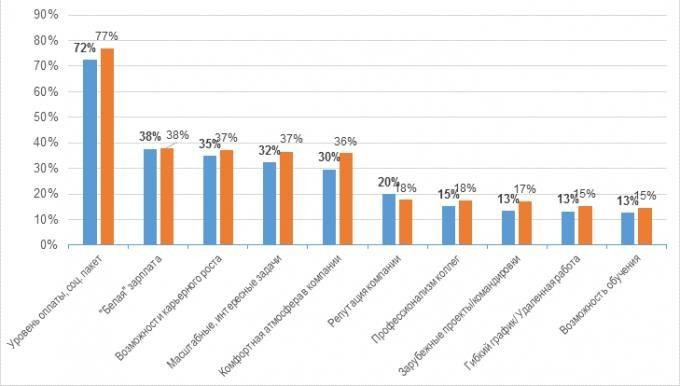 90%
80%
70%
60%
50%
40%
30%
20%
10%
0%
72% 77%
38% 38%
35% 37%
32% 37%
30% 36%
20% 18%
15% 18%
13% 17%
13% 15%
13% 15%
Уровень оплаты, соц. пакет
"Белая" зарплата
Возможности карьерного роста
Масштабные, интересные задачи
Комфортная атмосфера в компании
Репутация компании
Профессионализм коллег
Зарубежные проекты/командировки
Гибкий график/ Удаленная работа
Возможность обучения